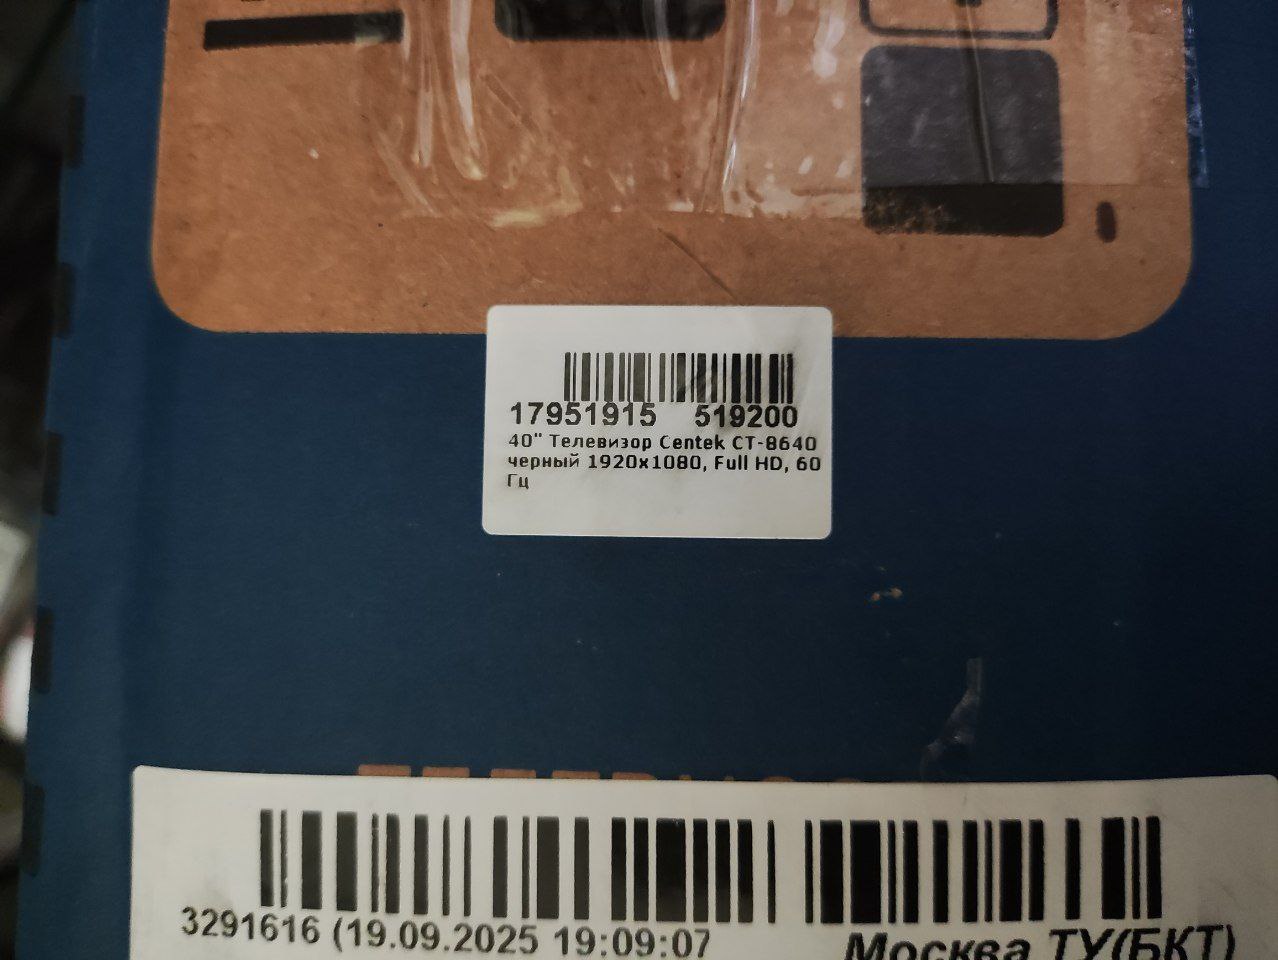 17951915 519200
40" Телевизор Centek CT-8640
черный 1920x1080, Full HD, 60
Гц
3291616 (19.09.2025 19:09:07
Москва ТУ(БКТ)